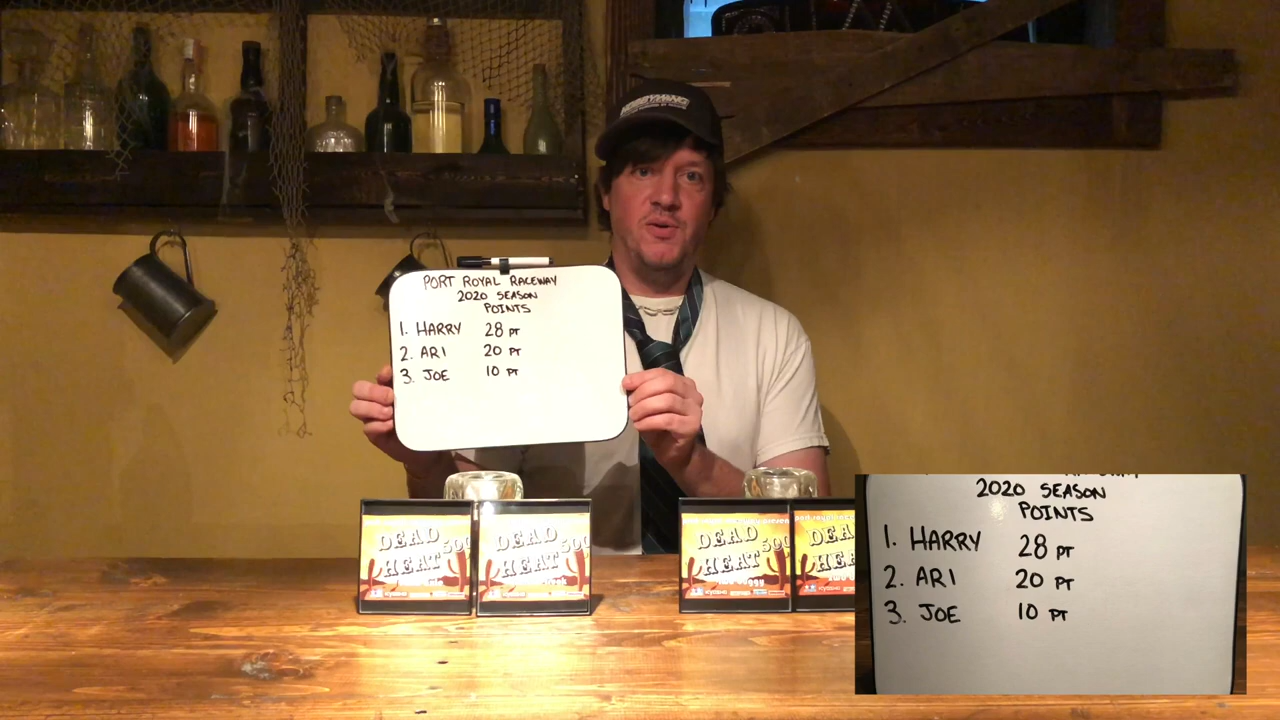 PORT ROYAL RACEWAY
2020 SEASON
POINTS
1. HARRY 28 PT
2. ARI 20 PT
3. JOE 10 PT
DEAD
HEAT 500
DEAD
HEAT 500
DEAD
HEAT 500
DEA
HEA
2020 SEASON
POINTS
1. HARRY 28 PT
2. ARI 20 PT
3. JOE 10 PT